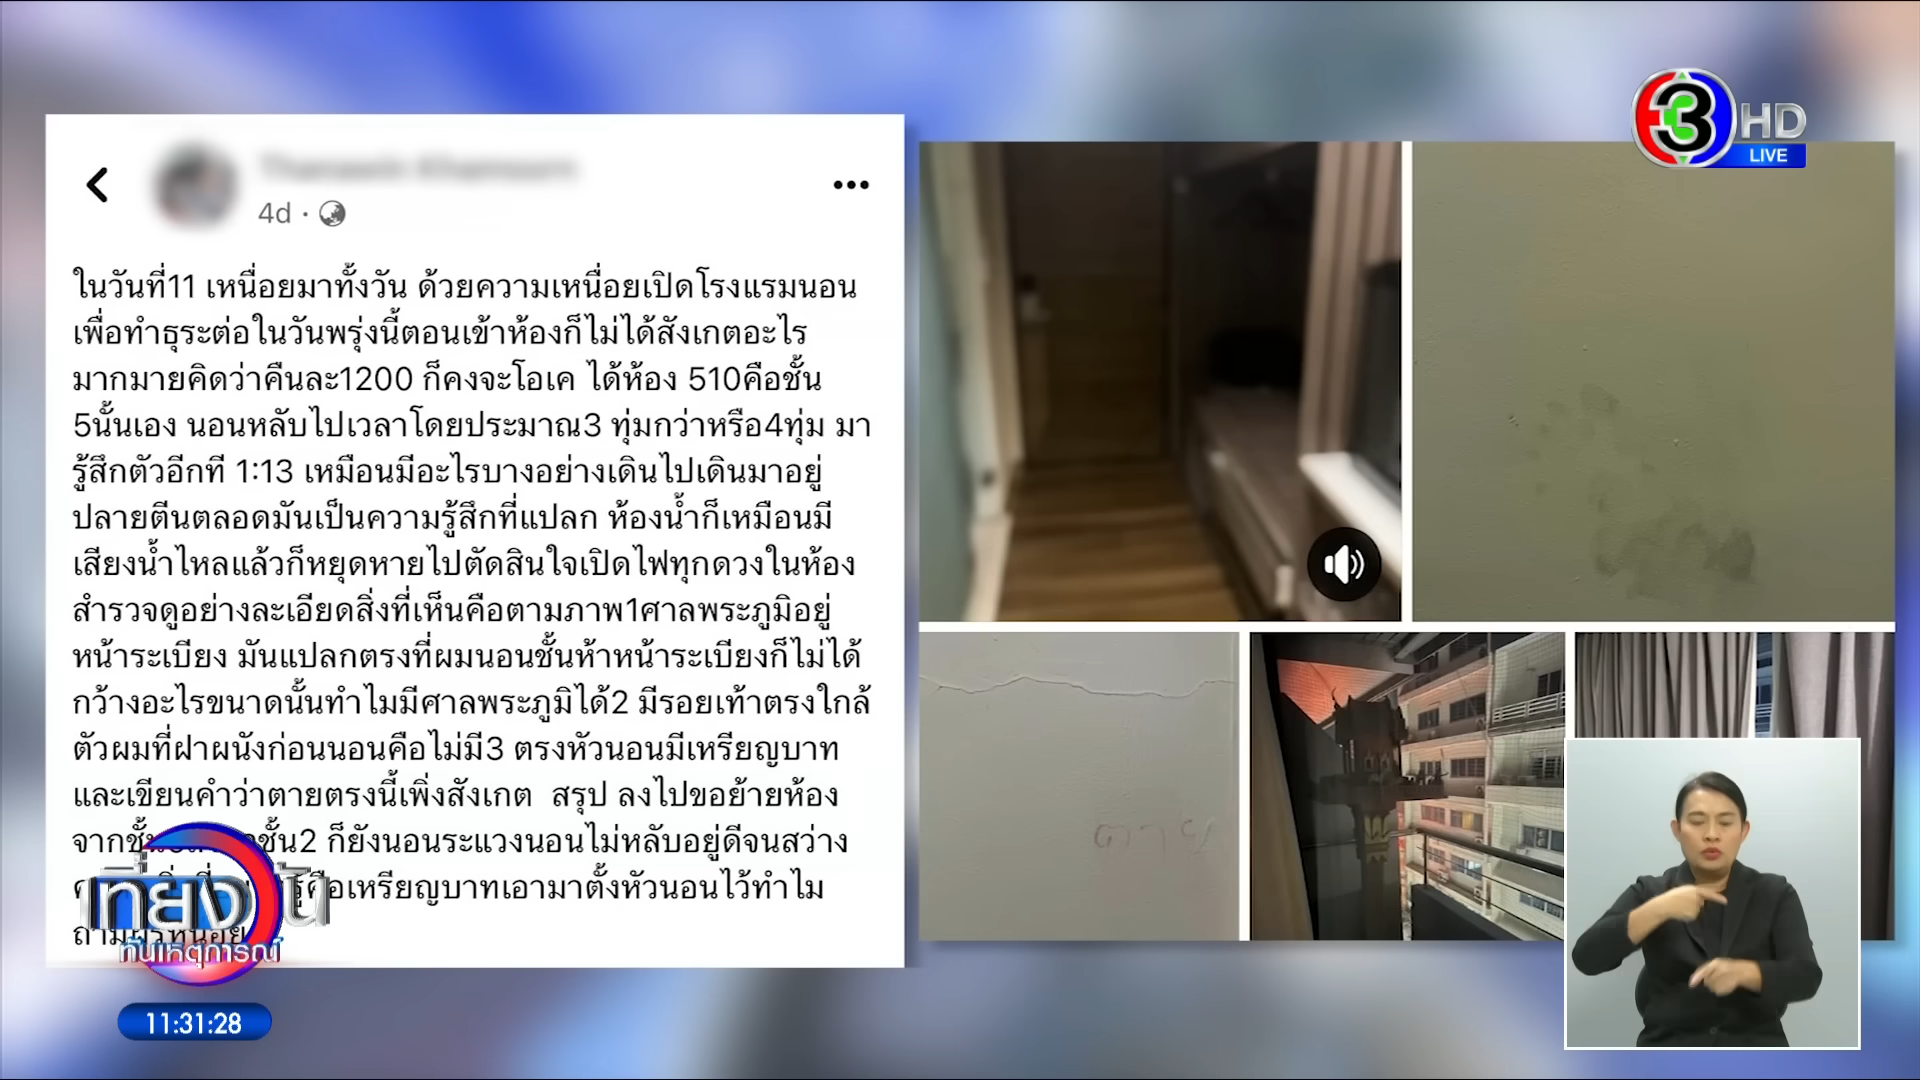 3 HD
LIVE
4d
ในวันที่11 เหนื่อยมาทั้งวัน ด้วยความเหนื่อยเปิดโรงแรมนอน
เพื่อทำธุระต่อในวันพรุ่งนี้ตอนเข้าห้องก็ไม่ได้สังเกตอะไร
มากมายคิดว่าคืนละ1200 ก็คงจะโอเค ได้ห้อง 510คือชั้น
5นั้นเอง นอนหลับไปเวลาโดยประมาณ3 ทุ่มกว่าหรือ4ทุ่ม มา
รู้สึกตัวอีกที 1:13 เหมือนมีอะไรบางอย่างเดินไปเดินมาอยู่
ปลายตีนตลอดมันเป็นความรู้สึกที่แปลก ห้องน้ำก็เหมือนมี
เสียงน้ำไหลแล้วก็หยุดหายไปตัดสินใจเปิดไฟทุกดวงในห้อง
สำรวจดูอย่างละเอียดสิ่งที่เห็นคือตามภาพ1ศาลพระภูมิอยู่
หน้าระเบียง มันแปลกตรงที่ผมนอนชั้นห้าหน้าระเบียงก็ไม่ได้
กว้างอะไรขนาดนั้นทำไมมีศาลพระภูมิได้2 มีรอยเท้าตรงใกล้
ตัวผมที่ฝาผนังก่อนนอนคือไม่มี3 ตรงหัวนอนมีเหรียญบาท
และเขียนคำว่าตายตรงนี้เพิ่งสังเกต สรุป ลงไปขอย้ายห้อง
จากชั้น ชั้น2 ก็ยังนอนระแวงนอนไม่หลับอยู่ดีจนสว่าง
คือเหรียญบาทเอามาตั้งหัวนอนไว้ทำไม
ตาย
เที่ยงวัน
ทันเหตุการณ์
11:31:28